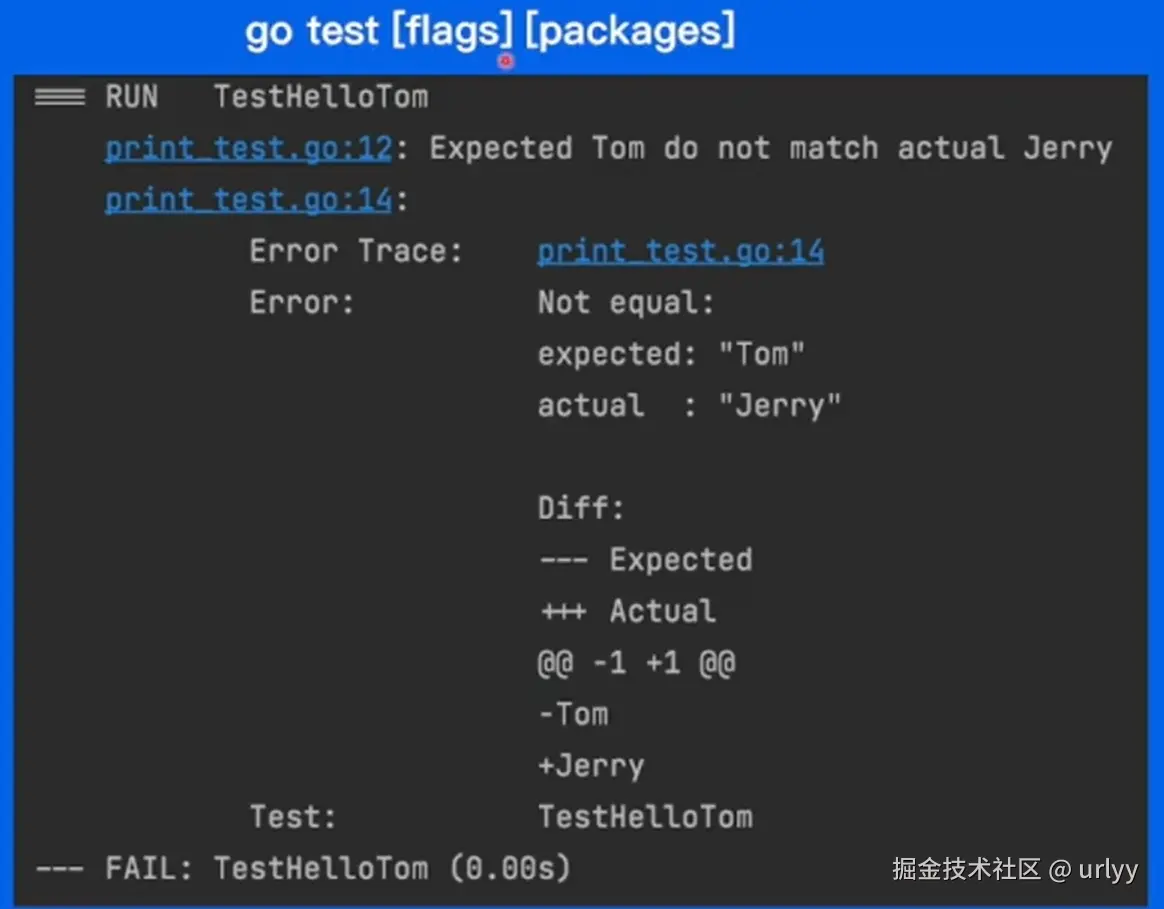 go test [flags] [packages]
=== RUN   TestHelloTom
    print_test.go:12: Expected Tom do not match actual Jerry
    print_test.go:14:
            Error Trace:    print_test.go:14
            Error:          Not equal:
                            expected: "Tom"
                            actual  : "Jerry"

                            Diff:
                            --- Expected
                            +++ Actual
                            @@ -1 +1 @@
                            -Tom
                            +Jerry
            Test:           TestHelloTom
--- FAIL: TestHelloTom (0.00s)
掘金技术社区 @ urlyy